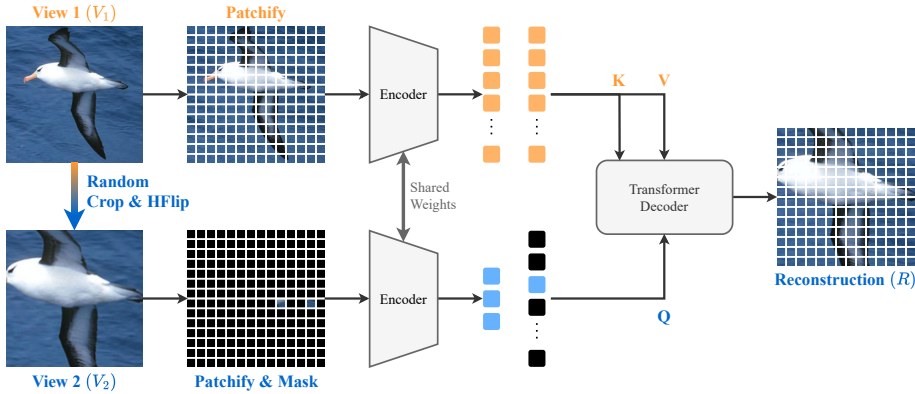 View 1 (V₁)
Patchify
Encoder
K
V
Random
Crop & HFlip
Shared
Weights
Transformer
Decoder
Reconstruction (R)
Encoder
Q
View 2 (V₂)
Patchify & Mask